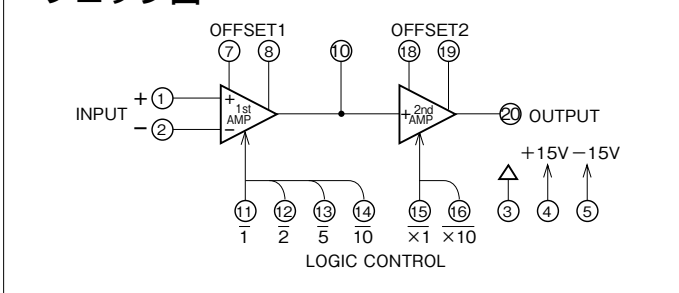 OFFSET1 OFFSET2
7 8 10 18 19
+ 1 + 1st AMP + 2nd AMP 20 OUTPUT
INPUT
− 2 −
+15V −15V
11 12 13 14 15 16 3 4 5
1 2 5 10 ×1 ×10
LOGIC CONTROL